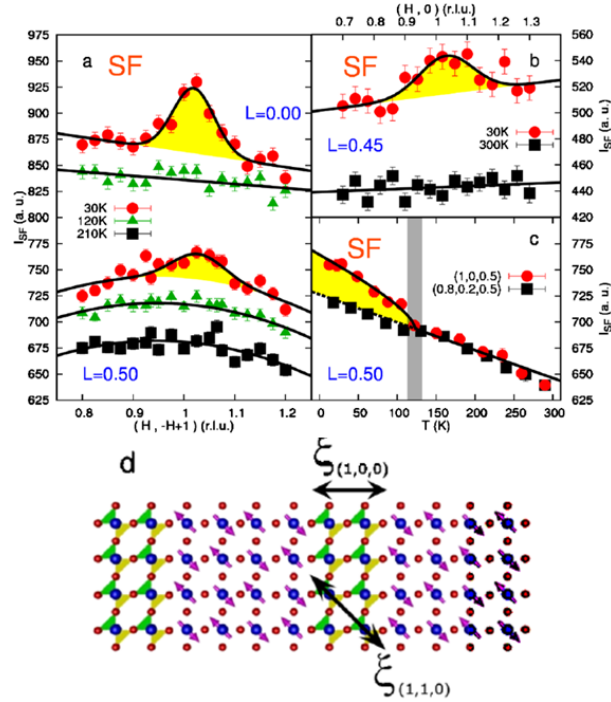 a
SF
L=0.00
I_SF (a. u.)
975
950
925
900
875
850
825
800
775
750
725
700
675
650
625
30K
120K
210K
L=0.50
0.8 0.9 1 1.1 1.2
( H , -H+1 ) (r.l.u.)
( H , 0 ) (r.l.u.)
0.7 0.8 0.9 1 1.1 1.2 1.3
b
SF
L=0.45
30K
300K
560
540
520
500
480
460
440
420
I_SF (a. u.)
c
SF
(1,0,0.5)
(0.8,0.2,0.5)
L=0.50
775
750
725
700
675
650
625
I_SF (a. u.)
0 50 100 150 200 250 300
T (K)
d
ξ(1,0,0)
ξ(1,1,0)